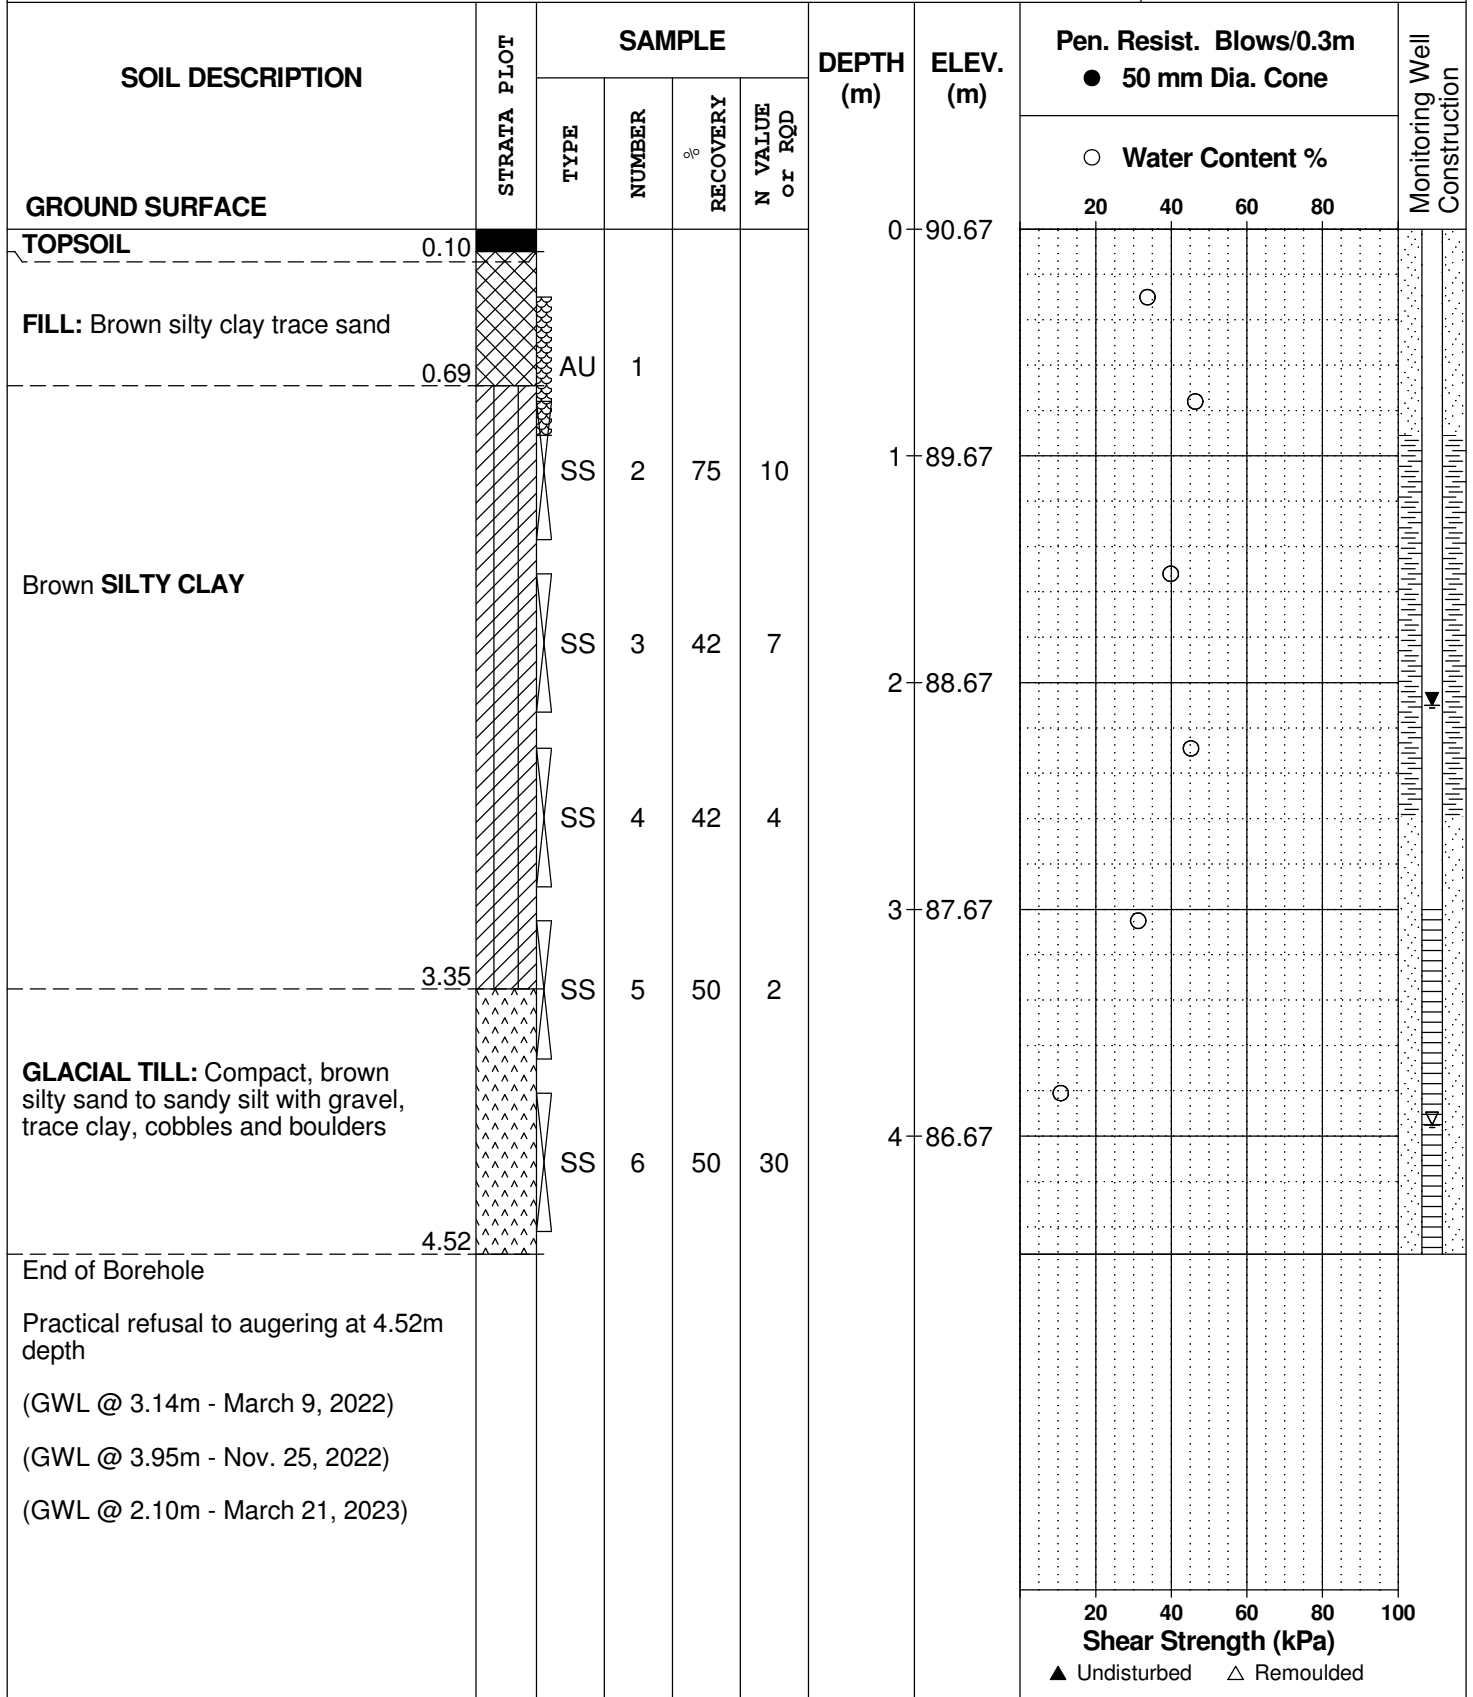 SOIL DESCRIPTION
GROUND SURFACE
STRATA PLOT
SAMPLE
TYPE
NUMBER
% RECOVERY
N VALUE or RQD
DEPTH (m)
ELEV. (m)
Pen. Resist. Blows/0.3m
● 50 mm Dia. Cone
○ Water Content %
20 40 60 80
Monitoring Well Construction
TOPSOIL 0.10
0 90.67
FILL: Brown silty clay trace sand
0.69
AU 1
1 89.67
SS 2 75 10
Brown SILTY CLAY
SS 3 42 7
2 88.67
SS 4 42 4
3 87.67
3.35
SS 5 50 2
GLACIAL TILL: Compact, brown
silty sand to sandy silt with gravel,
trace clay, cobbles and boulders
4 86.67
SS 6 50 30
4.52
End of Borehole
Practical refusal to augering at 4.52m
depth
(GWL @ 3.14m - March 9, 2022)
(GWL @ 3.95m - Nov. 25, 2022)
(GWL @ 2.10m - March 21, 2023)
20 40 60 80 100
Shear Strength (kPa)
▲ Undisturbed △ Remoulded